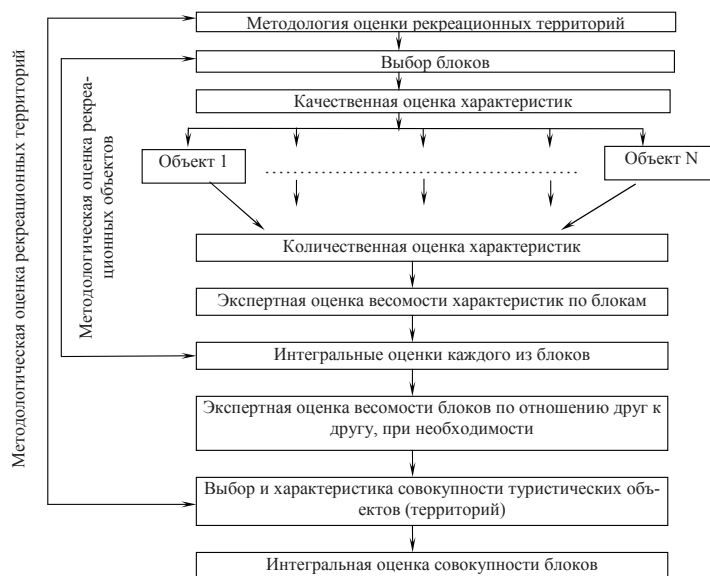 Методология оценки рекреационных территорий
Выбор блоков
Качественная оценка характеристик
Объект 1
Объект N
Количественная оценка характеристик
Экспертная оценка весомости характеристик по блокам
Интегральные оценки каждого из блоков
Экспертная оценка весомости блоков по отношению друг к
другу, при необходимости
Выбор и характеристика совокупности туристических объ-
ектов (территорий)
Интегральная оценка совокупности блоков
Методологическая оценка рекреационных территорий
Методологическая оценка рекреа-
ционных объектов